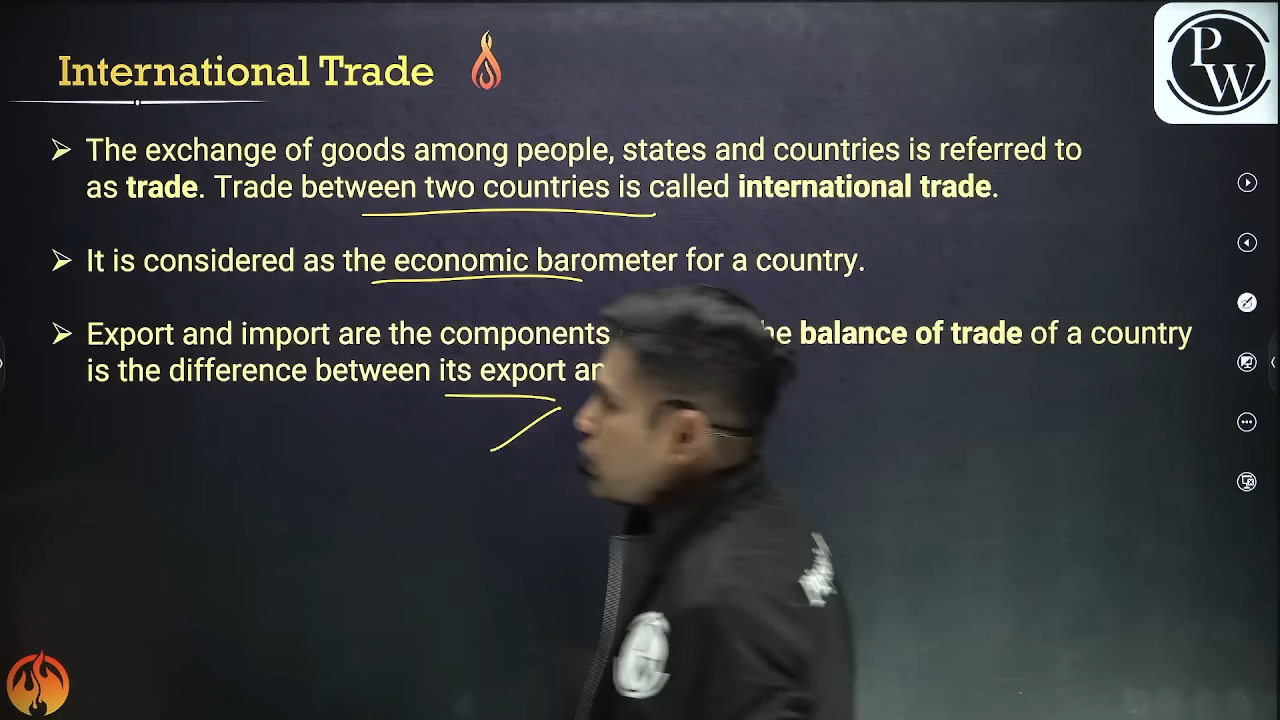 International Trade
PW
➢ The exchange of goods among people, states and countries is referred to
as trade. Trade between two countries is called international trade.
➢ It is considered as the economic barometer for a country.
➢ Export and import are the components he balance of trade of a country
is the difference between its export an